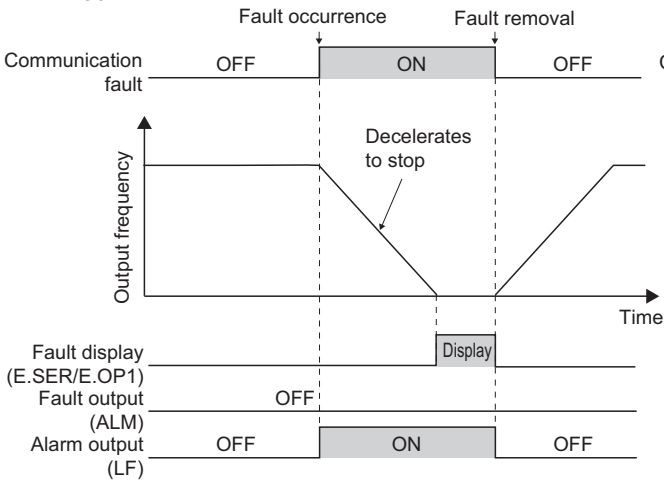 Fault occurrence
Fault removal
Communication
fault
OFF
ON
OFF
Decelerates
to stop
Output frequency
Time
Fault display
(E.SER/E.OP1)
Display
Fault output
(ALM)
OFF
Alarm output
(LF)
OFF
ON
OFF